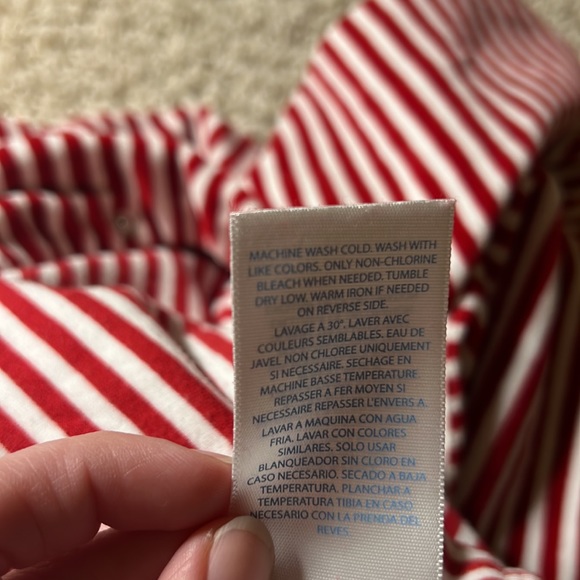 MACHINE WASH COLD. WASH WITH
LIKE COLORS. ONLY NON-CHLORINE
BLEACH WHEN NEEDED. TUMBLE
DRY LOW. WARM IRON IF NEEDED
ON REVERSE SIDE.
LAVAGE À 30°. LAVER AVEC
COULEURS SEMBLABLES. EAU DE
JAVEL NON CHLOREE UNIQUEMENT
SI NECESSAIRE. SECHAGE EN
MACHINE BASSE TEMPERATURE
REPASSER A FER MOYEN SI
NECESSAIRE REPASSER L'ENVERS A
LAVAR A MAQUINA CON AGUA
FRIA. LAVAR CON COLORES
SIMILARES. SOLO USAR
BLANQUEADOR SIN CLORO EN
CASO NECESARIO. SECADO A BAJA
TEMPERATURA. PLANCHAR A
TEMPERATURA TIBIA EN CASO
NECESARIO CON LA PRENDA DEL
REVES.